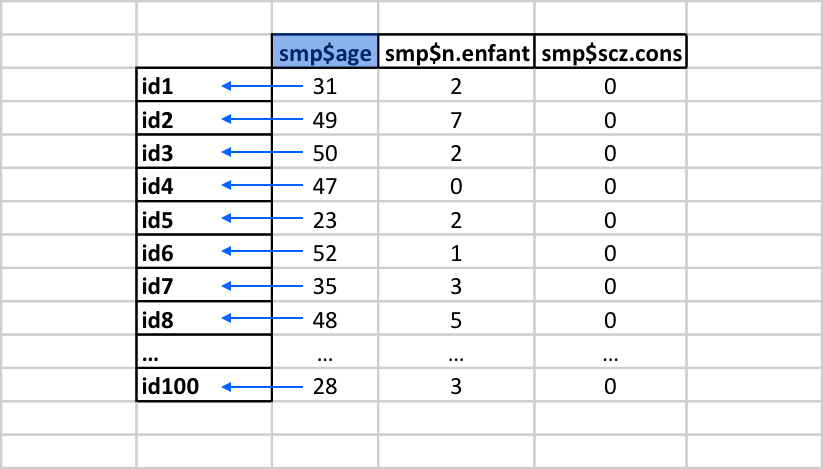 smp$age smp$n.enfant smp$scz.cons
id1 31 2 0
id2 49 7 0
id3 50 2 0
id4 47 0 0
id5 23 2 0
id6 52 1 0
id7 35 3 0
id8 48 5 0
... ... ... ...
id100 28 3 0